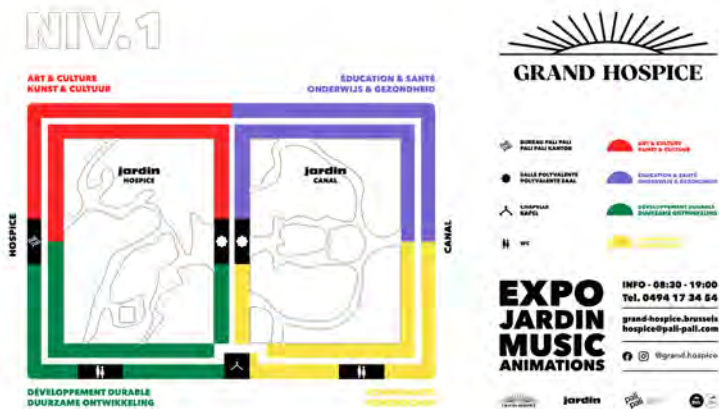 NIV.1
ART & CULTURE
KUNST & CULTUUR
ÉDUCATION & SANTÉ
ONDERWIJS & GEZONDHEID
jardin
HOSPICE
jardin
CANAL
HOSPICE
CANAL
DÉVELOPPEMENT DURABLE
DUURZAME ONTWIKKELING
GRAND HOSPICE
BUREAU PALI PALI
PALI PALI KANTOR
SALLE POLYVALENTE
POLYVALENTE ZAAL
CHAPELLE
KAPEL
WC
ART & CULTURE
KUNST & CULTUUR
ÉDUCATION & SANTÉ
ONDERWIJS & GEZONDHEID
DÉVELOPPEMENT DURABLE
DUURZAME ONTWIKKELING
EXPO
JARDIN
MUSIC
ANIMATIONS
INFO - 08:30 - 19:00
Tel. 0494 17 34 54
grand-hospice.brussels
hospice@pali-pali.com
@grand.hospice
jardin
pali
pali